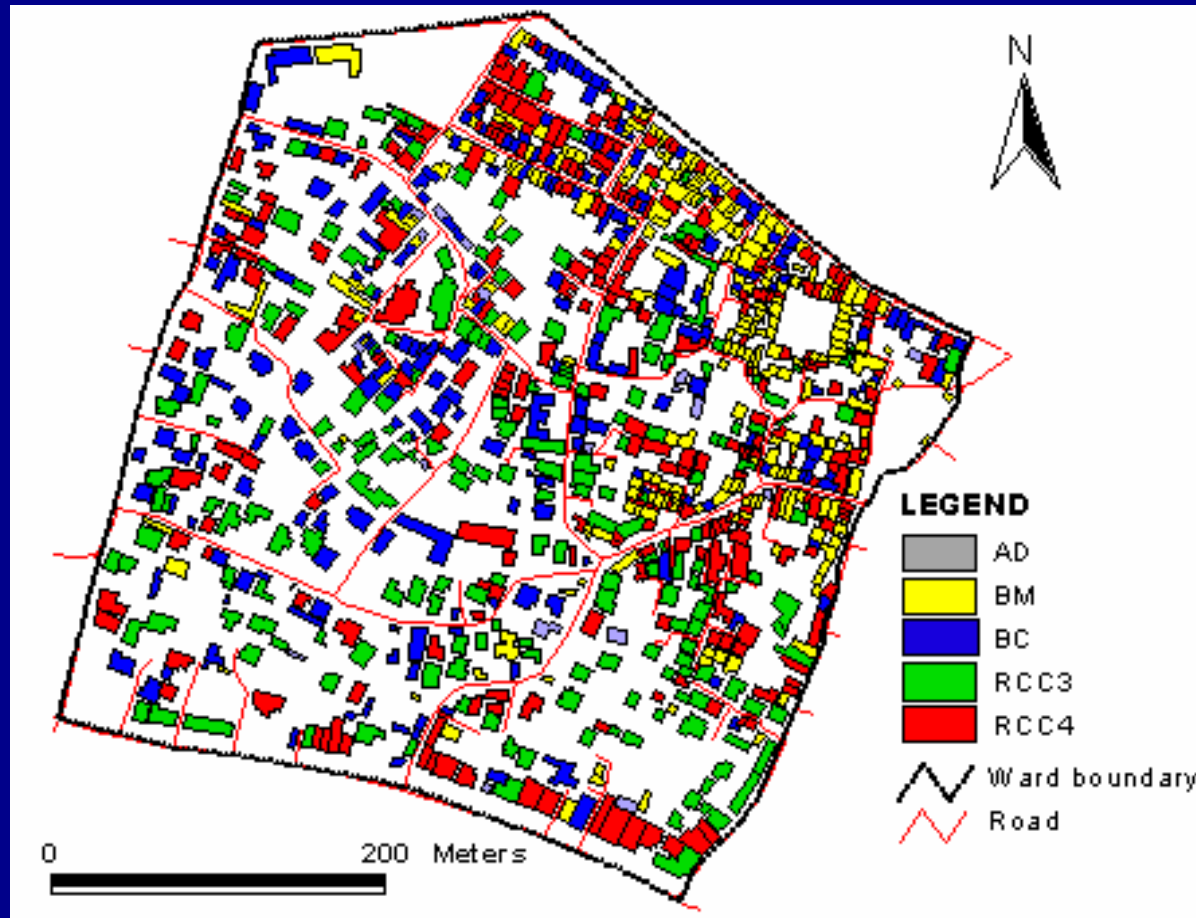 N
LEGEND
AD
BM
BC
RCC3
RCC4
Ward boundary
Road
0 200 Meters